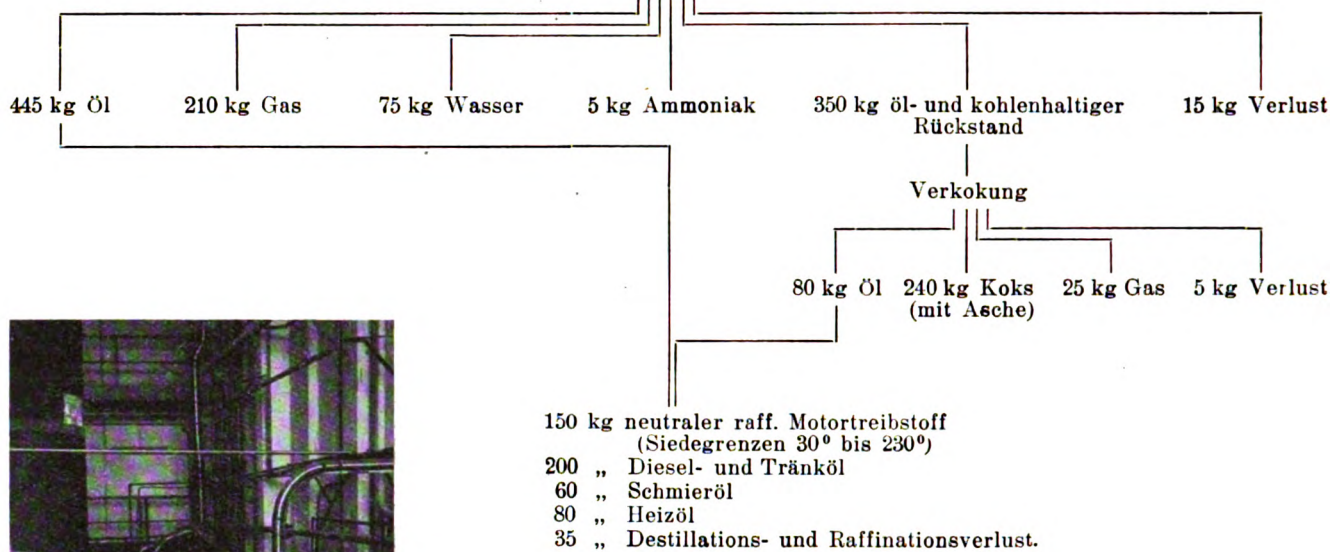 445 kg Öl 210 kg Gas 75 kg Wasser 5 kg Ammoniak 350 kg öl- und kohlenhaltiger 15 kg Verlust
Rückstand
Verkokung
80 kg Öl 240 kg Koks 25 kg Gas 5 kg Verlust
(mit Asche)
150 kg neutraler raff. Motortreibstoff
(Siedegrenzen 30⁰ bis 230⁰)
200 „ Diesel- und Tränköl
60 „ Schmieröl
80 „ Heizöl
35 „ Destillations- und Raffinationsverlust.